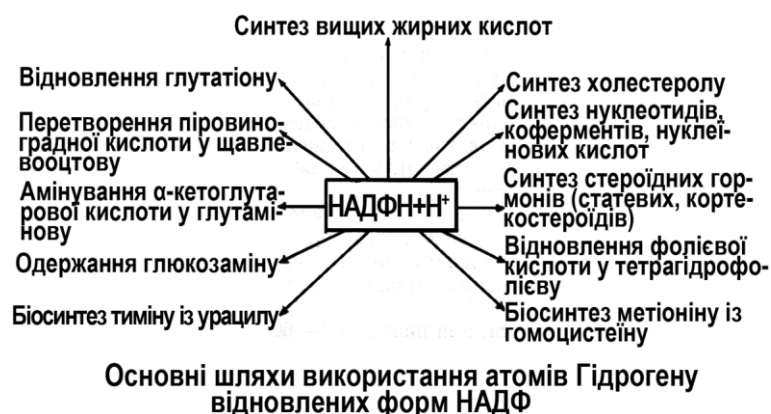 Синтез вищих жирних кислот
Відновлення глутатіону
Перетворення піровино-
градної кислоти у щавле-
вооцтову
Амінування α-кетоглута-
рової кислоти у глутамі-
нову
Одержання глюкозаміну
Біосинтез тиміну із урацилу
НАДФН+Н⁺
Синтез холестеролу
Синтез нуклеотидів,
коферментів, нуклеї-
нових кислот
Синтез стероїдних гор-
монів (статевих, корте-
костероїдів)
Відновлення фолієвої
кислоти у тетрагідрофо-
лієву
Біосинтез метіоніну із
гомоцистеїну
Основні шляхи використання атомів Гідрогену
відновлених форм НАДФ